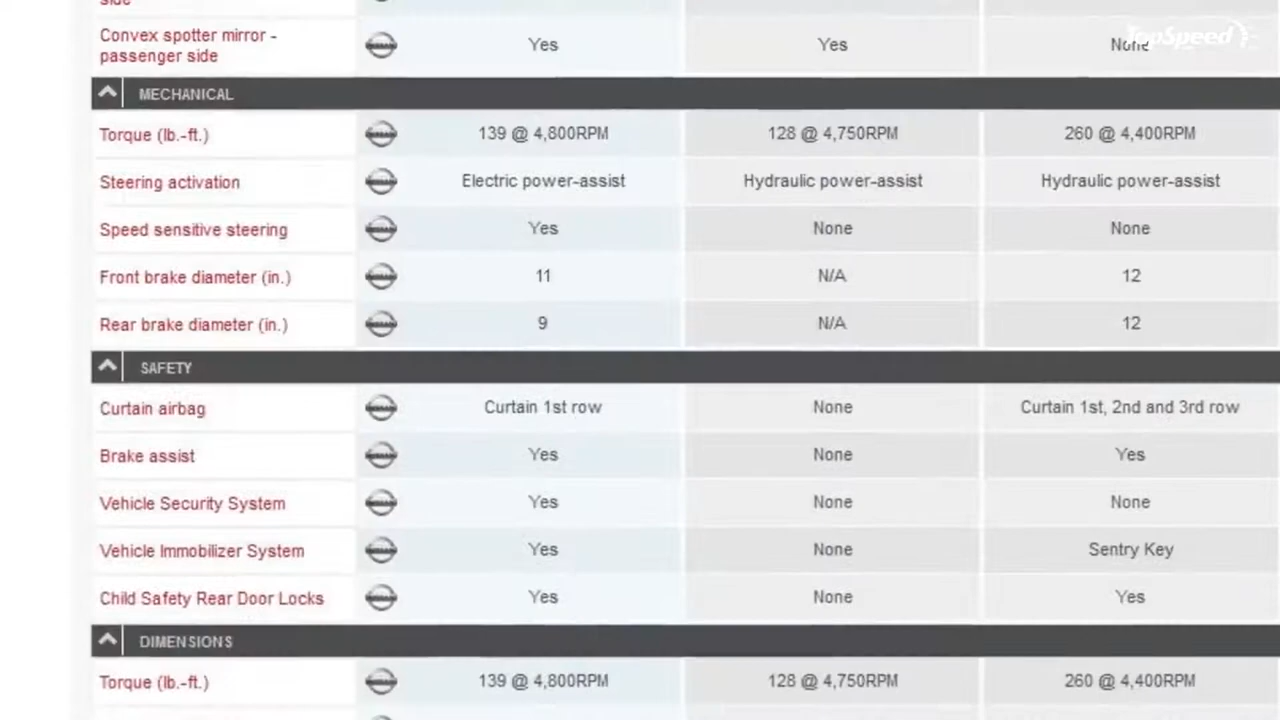 side
Convex spotter mirror -
passenger side
Yes
Yes
None
TopSpeed
MECHANICAL
Torque (lb.-ft.)
139 @ 4,800RPM
128 @ 4,750RPM
260 @ 4,400RPM
Steering activation
Electric power-assist
Hydraulic power-assist
Hydraulic power-assist
Speed sensitive steering
Yes
None
None
Front brake diameter (in.)
11
N/A
12
Rear brake diameter (in.)
9
N/A
12
SAFETY
Curtain airbag
Curtain 1st row
None
Curtain 1st, 2nd and 3rd row
Brake assist
Yes
None
Yes
Vehicle Security System
Yes
None
None
Vehicle Immobilizer System
Yes
None
Sentry Key
Child Safety Rear Door Locks
Yes
None
Yes
DIMENSIONS
Torque (lb.-ft.)
139 @ 4,800RPM
128 @ 4,750RPM
260 @ 4,400RPM